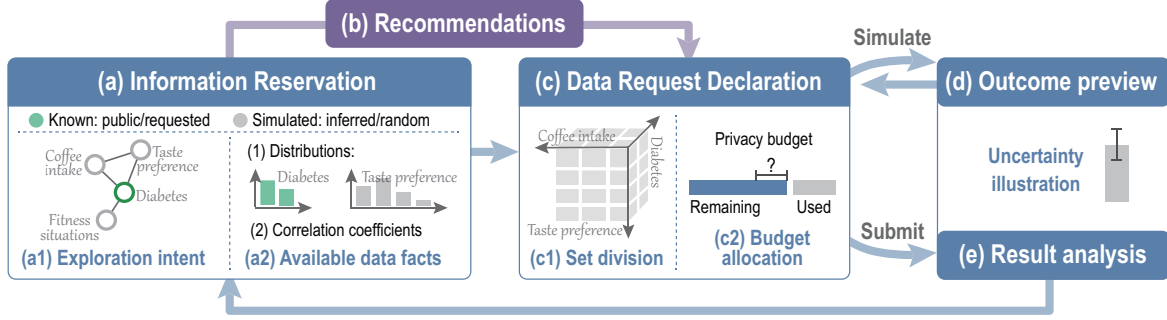 (b) Recommendations
Simulate
(a) Information Reservation
(c) Data Request Declaration
(d) Outcome preview
Known: public/requested
Simulated: inferred/random
Coffee
intake
Taste
preference
Diabetes
Fitness
situations
(a1) Exploration intent
(1) Distributions:
Diabetes
Taste preference
(2) Correlation coefficients
(a2) Available data facts
Coffee intake
Diabetes
Taste preference
(c1) Set division
Privacy budget
?
Remaining
Used
(c2) Budget
allocation
Uncertainty
illustration
Submit
(e) Result analysis